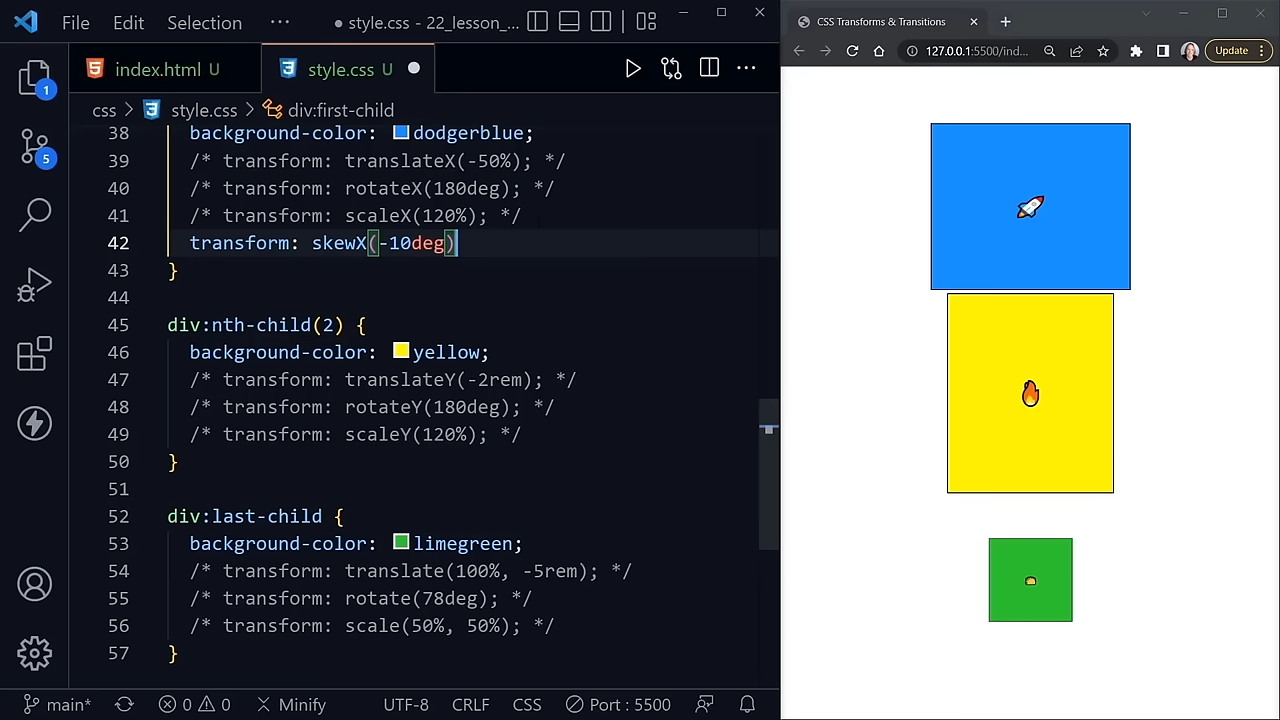 File Edit Selection ··· ● style.css - 22_lesson_...
index.html U
style.css U
css > style.css > div:first-child
38 background-color: dodgerblue;
39 /* transform: translateX(-50%); */
40 /* transform: rotateX(180deg); */
41 /* transform: scaleX(120%); */
42 transform: skewX(-10deg)
43 }
44
45 div:nth-child(2) {
46 background-color: yellow;
47 /* transform: translateY(-2rem); */
48 /* transform: rotateY(180deg); */
49 /* transform: scaleY(120%); */
50 }
51
52 div:last-child {
53 background-color: limegreen;
54 /* transform: translate(100%, -5rem); */
55 /* transform: rotate(78deg); */
56 /* transform: scale(50%, 50%); */
57 }
1
5
main* 0 0 Minify UTF-8 CRLF CSS Port : 5500
CSS Transforms & Transitions
127.0.0.1:5500/ind...
Update